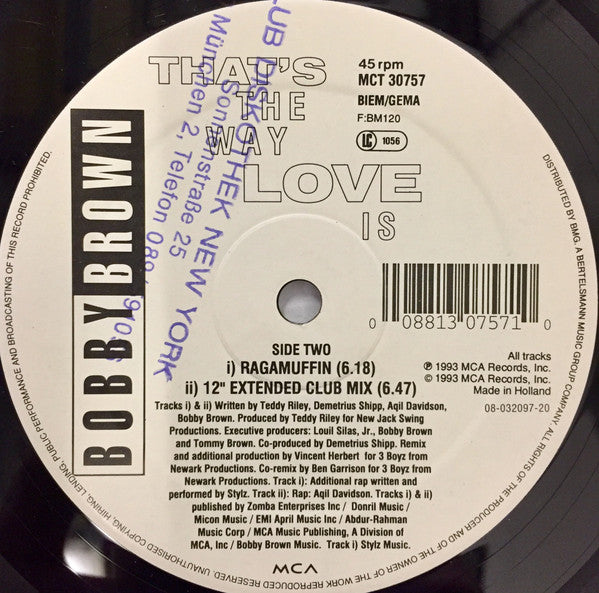 THAT'S
THE
WAY
LOVE
IS
BOBBY BROWN
CLUB DISKOTHEK NEW YORK
Sonnenstraße 25
München 2, Telefon 089/
45 rpm
MCT 30757
BIEM/GEMA
F:BM120
LC 1056
0 08813 07571 0
SIDE TWO
i) RAGAMUFFIN (6.18)
ii) 12" EXTENDED CLUB MIX (6.47)
All tracks
℗ 1993 MCA Records, Inc.
© 1993 MCA Records, Inc.
Made in Holland
08-032097-20
Tracks i) & ii) Written by Teddy Riley, Demetrius Shipp, Aqil Davidson,
Bobby Brown. Produced by Teddy Riley for New Jack Swing
Productions. Executive producers: Louil Silas, Jr., Bobby Brown
and Tommy Brown. Co-produced by Demetrius Shipp. Remix
and additional production by Vincent Herbert for 3 Boyz from
Newark Productions. Co-remix by Ben Garrison for 3 Boyz from
Newark Productions. Track i): Additional rap written and
performed by Stylz. Track ii): Rap: Aqil Davidson. Tracks i) & ii)
published by Zomba Enterprises Inc / Donril Music /
Micon Music / EMI April Music Inc / Abdur-Rahman
Music Corp / MCA Music Publishing, A Division of
MCA, Inc / Bobby Brown Music. Track i) Stylz Music.
MCA
DISTRIBUTED BY BMG. A BERTELSMANN MUSIC GROUP COMPANY. ALL RIGHTS OF THE PRODUCER AND OF THE OWNER OF THE WORK REPRODUCED RESERVED. UNAUTHORISED COPYING, HIRING, LENDING, PUBLIC PERFORMANCE AND BROADCASTING OF THIS RECORD PROHIBITED.